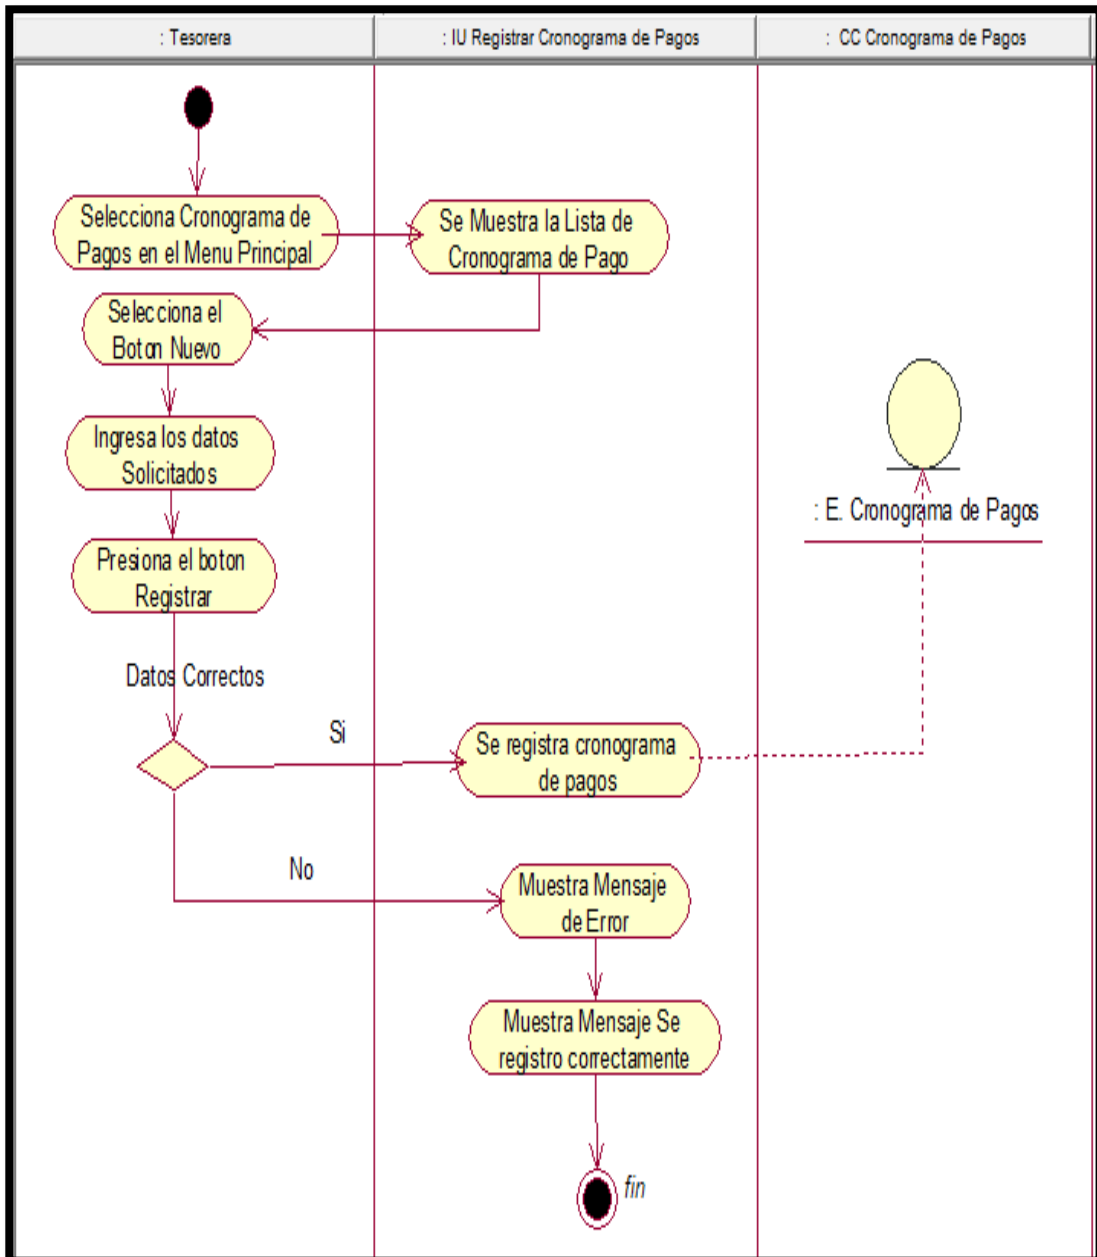 : Tesorera
: IU Registrar Cronograma de Pagos
: CC Cronograma de Pagos
Selecciona Cronograma de
Pagos en el Menu Principal
Se Muestra la Lista de
Cronograma de Pago
Selecciona el
Boton Nuevo
Ingresa los datos
Solicitados
: E. Cronograma de Pagos
Presiona el boton
Registrar
Datos Correctos
Si
Se registra cronograma
de pagos
No
Muestra Mensaje
de Error
Muestra Mensaje Se
registro correctamente
fin